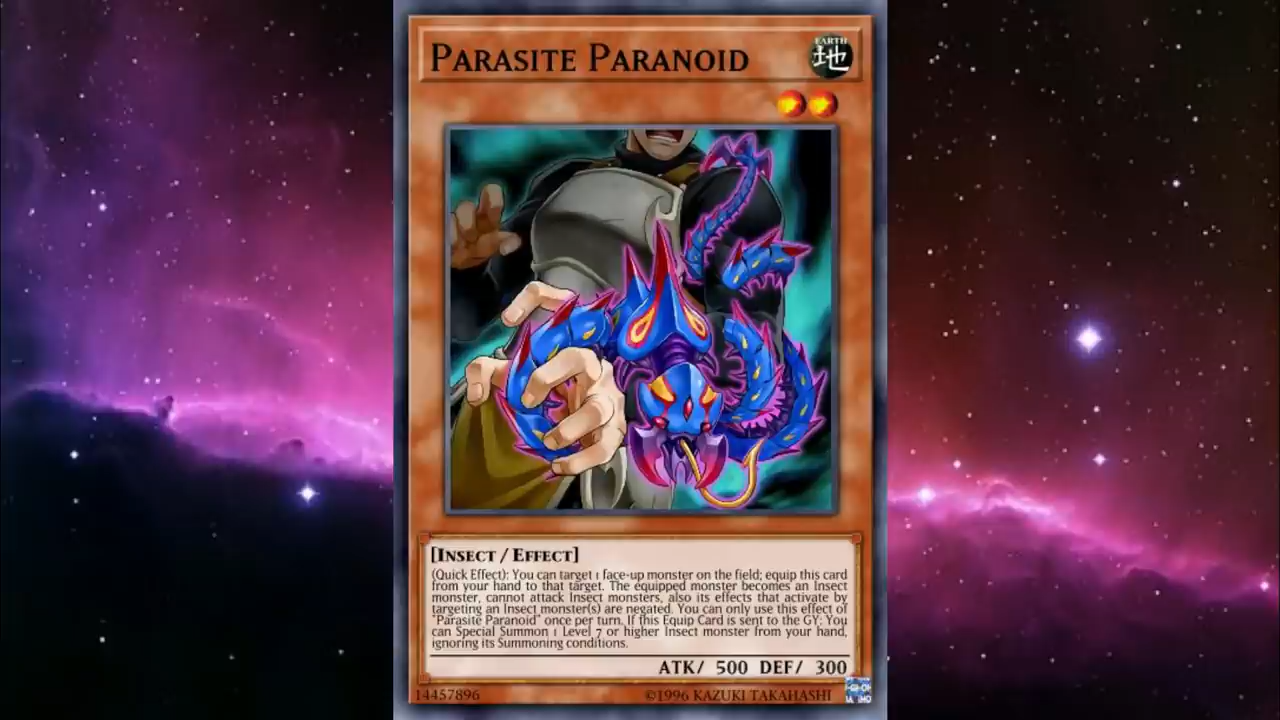 PARASITE PARANOID
EARTH
地
[INSECT / EFFECT]
(Quick Effect): You can target 1 face-up monster on the field; equip this card
from your hand to that target. The equipped monster becomes an Insect
monster, cannot attack Insect monsters, also its effects that activate by
targeting an Insect monster(s) are negated. You can only use this effect of
"Parasite Paranoid" once per turn. If this Equip Card is sent to the GY: You
can Special Summon 1 Level 7 or higher Insect monster from your hand,
ignoring its Summoning conditions.
ATK/ 500 DEF/ 300
14457896
©1996 KAZUKI TAKAHASHI